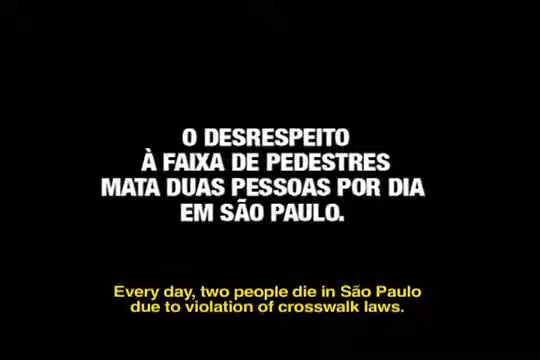 O DESRESPEITO
À FAIXA DE PEDESTRES
MATA DUAS PESSOAS POR DIA
EM SÃO PAULO.
Every day, two people die in São Paulo
due to violation of crosswalk laws.